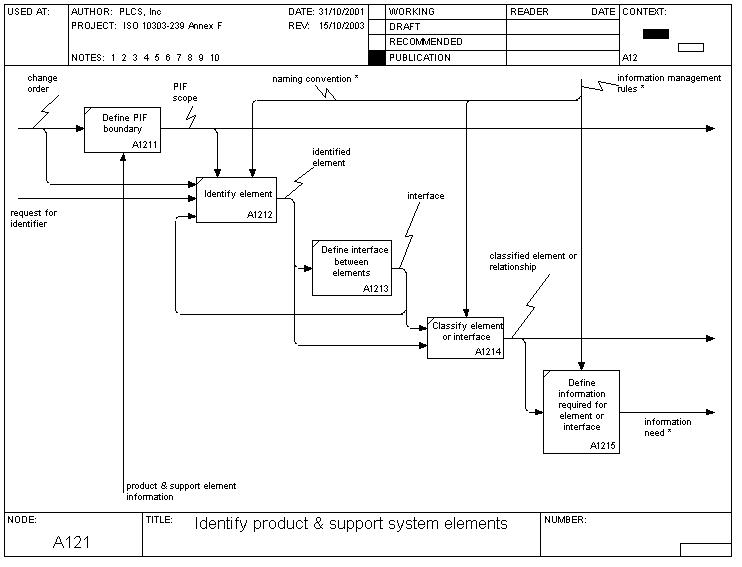 USED AT:
AUTHOR: PLCS, Inc
DATE: 31/10/2001
WORKING
READER
DATE
CONTEXT:
PROJECT: ISO 10303-239 Annex F
REV: 15/10/2003
DRAFT
RECOMMENDED
NOTES: 1 2 3 4 5 6 7 8 9 10
PUBLICATION
A12
change
order
PIF
scope
naming convention *
information management
rules *
Define PIF
boundary
A1211
identified
element
Identify element
A1212
request for
identifier
interface
Define interface
between
elements
A1213
classified element or
relationship
Classify element
or interface
A1214
Define
information
required for
element or
interface
A1215
information
need *
product & support element
information
NODE:
A121
TITLE:
Identify product & support system elements
NUMBER: